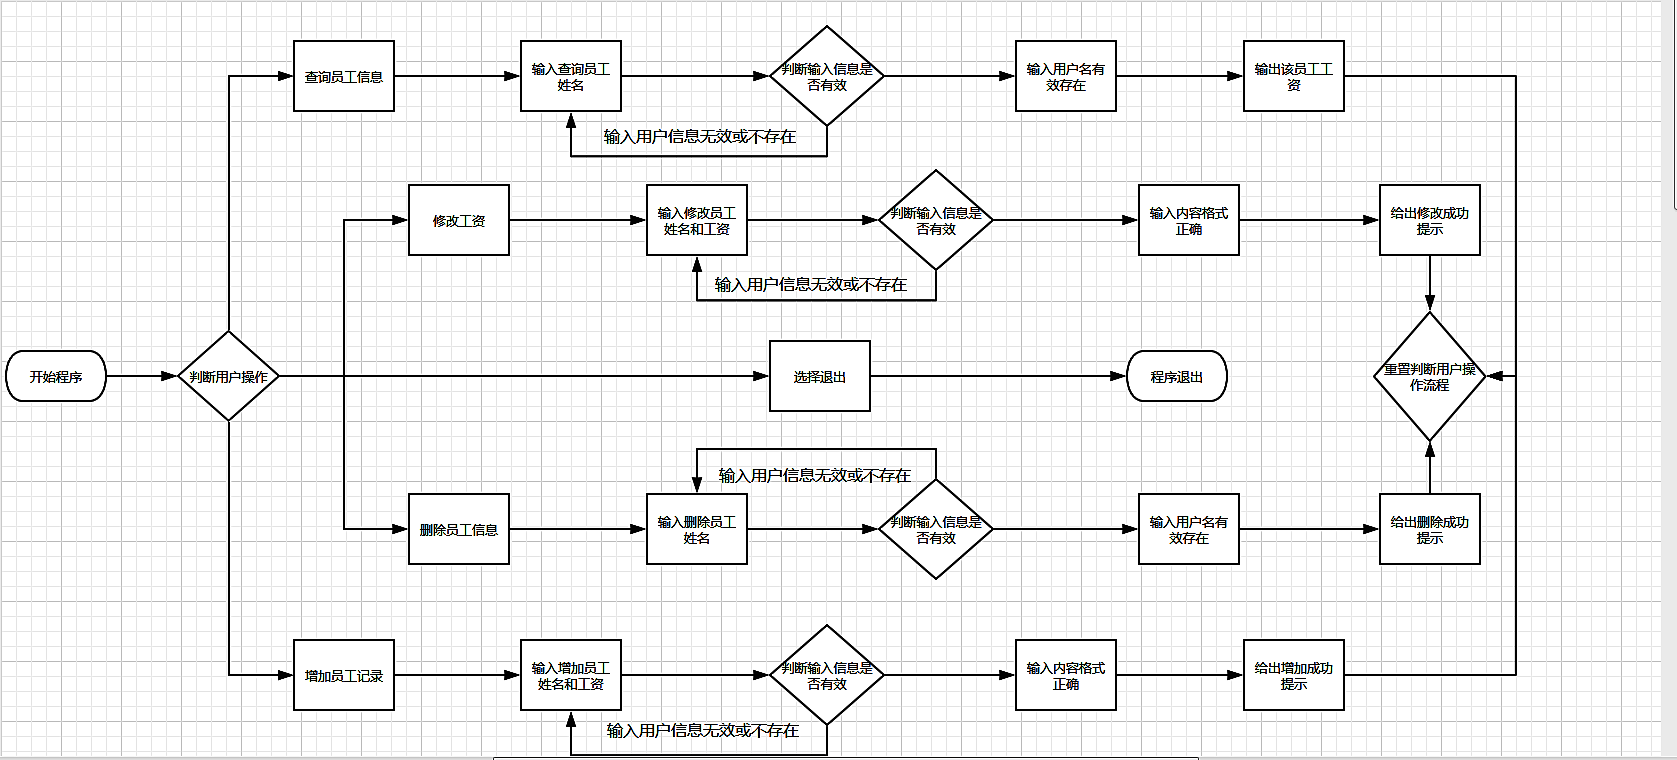 查询员工信息
输入查询员工
姓名
判断输入信息是
否有效
输入用户名有
效存在
输出该员工工
资
输入用户信息无效或不存在
修改工资
输入修改员工
姓名和工资
判断输入信息是
否有效
输入内容格式
正确
给出修改成功
提示
输入用户信息无效或不存在
开始程序
判断用户操作
选择退出
程序退出
重置判断用户操
作流程
输入用户信息无效或不存在
删除员工信息
输入删除员工
姓名
判断输入信息是
否有效
输入用户名有
效存在
给出删除成功
提示
增加员工记录
输入增加员工
姓名和工资
判断输入信息是
否有效
输入内容格式
正确
给出增加成功
提示
输入用户信息无效或不存在